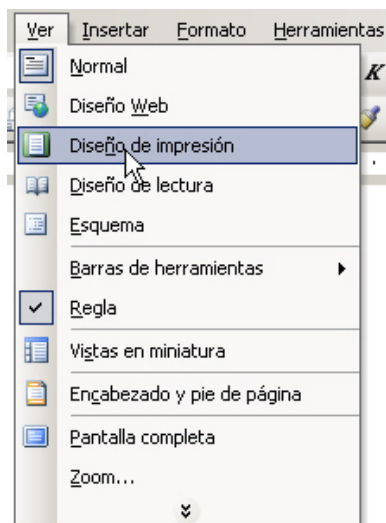 Ver Insertar Formato Herramientas
Normal
K
Diseño Web
Diseño de impresión
Diseño de lectura
Esquema
Barras de herramientas
Regla
Vistas en miniatura
Encabezado y pie de página
Pantalla completa
Zoom...